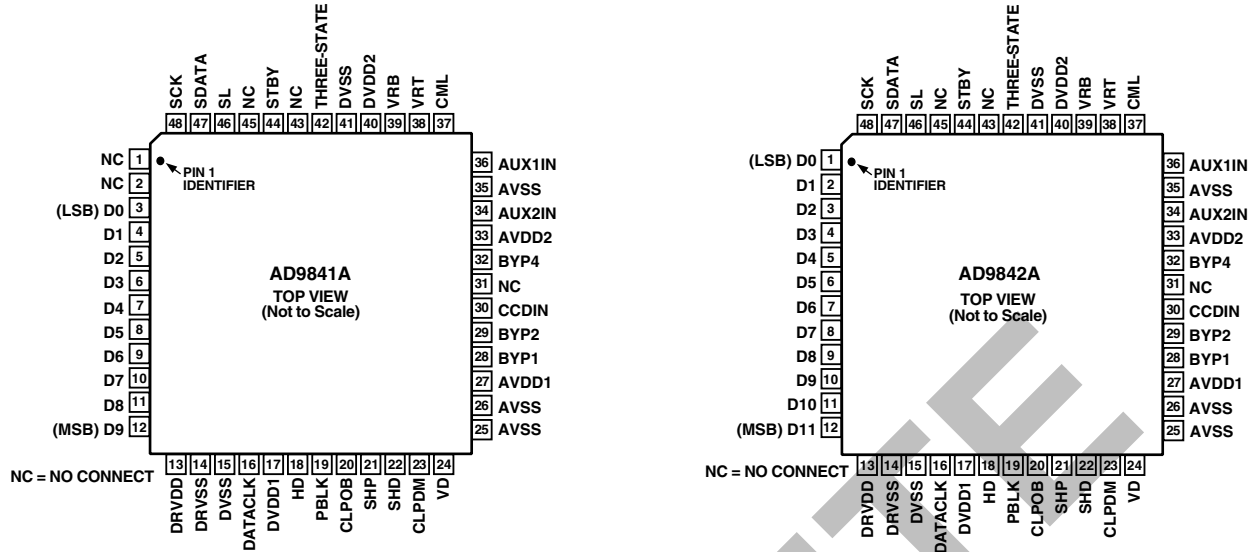 SCK
SDATA
SL
NC
STBY
NC
THREE-STATE
DVSS
DVDD2
VRB
VRT
CML
48 47 46 45 44 43 42 41 40 39 38 37
NC 1
NC 2
(LSB) D0 3
D1 4
D2 5
D3 6
D4 7
D5 8
D6 9
D7 10
D8 11
(MSB) D9 12
PIN 1
IDENTIFIER
AD9841A
TOP VIEW
(Not to Scale)
36 AUX1IN
35 AVSS
34 AUX2IN
33 AVDD2
32 BYP4
31 NC
30 CCDIN
29 BYP2
28 BYP1
27 AVDD1
26 AVSS
25 AVSS
13 14 15 16 17 18 19 20 21 22 23 24
DRVDD
DRVSS
DVSS
DATACLK
DVDD1
HD
PBLK
CLPOB
SHP
SHD
CLPDM
VD
NC = NO CONNECT
SCK
SDATA
SL
NC
STBY
NC
THREE-STATE
DVSS
DVDD2
VRB
VRT
CML
48 47 46 45 44 43 42 41 40 39 38 37
(LSB) D0 1
D1 2
D2 3
D3 4
D4 5
D5 6
D6 7
D7 8
D8 9
D9 10
D10 11
(MSB) D11 12
PIN 1
IDENTIFIER
AD9842A
TOP VIEW
(Not to Scale)
36 AUX1IN
35 AVSS
34 AUX2IN
33 AVDD2
32 BYP4
31 NC
30 CCDIN
29 BYP2
28 BYP1
27 AVDD1
26 AVSS
25 AVSS
13 14 15 16 17 18 19 20 21 22 23 24
DRVDD
DRVSS
DVSS
DATACLK
DVDD1
HD
PBLK
CLPOB
SHP
SHD
CLPDM
VD
NC = NO CONNECT
TE